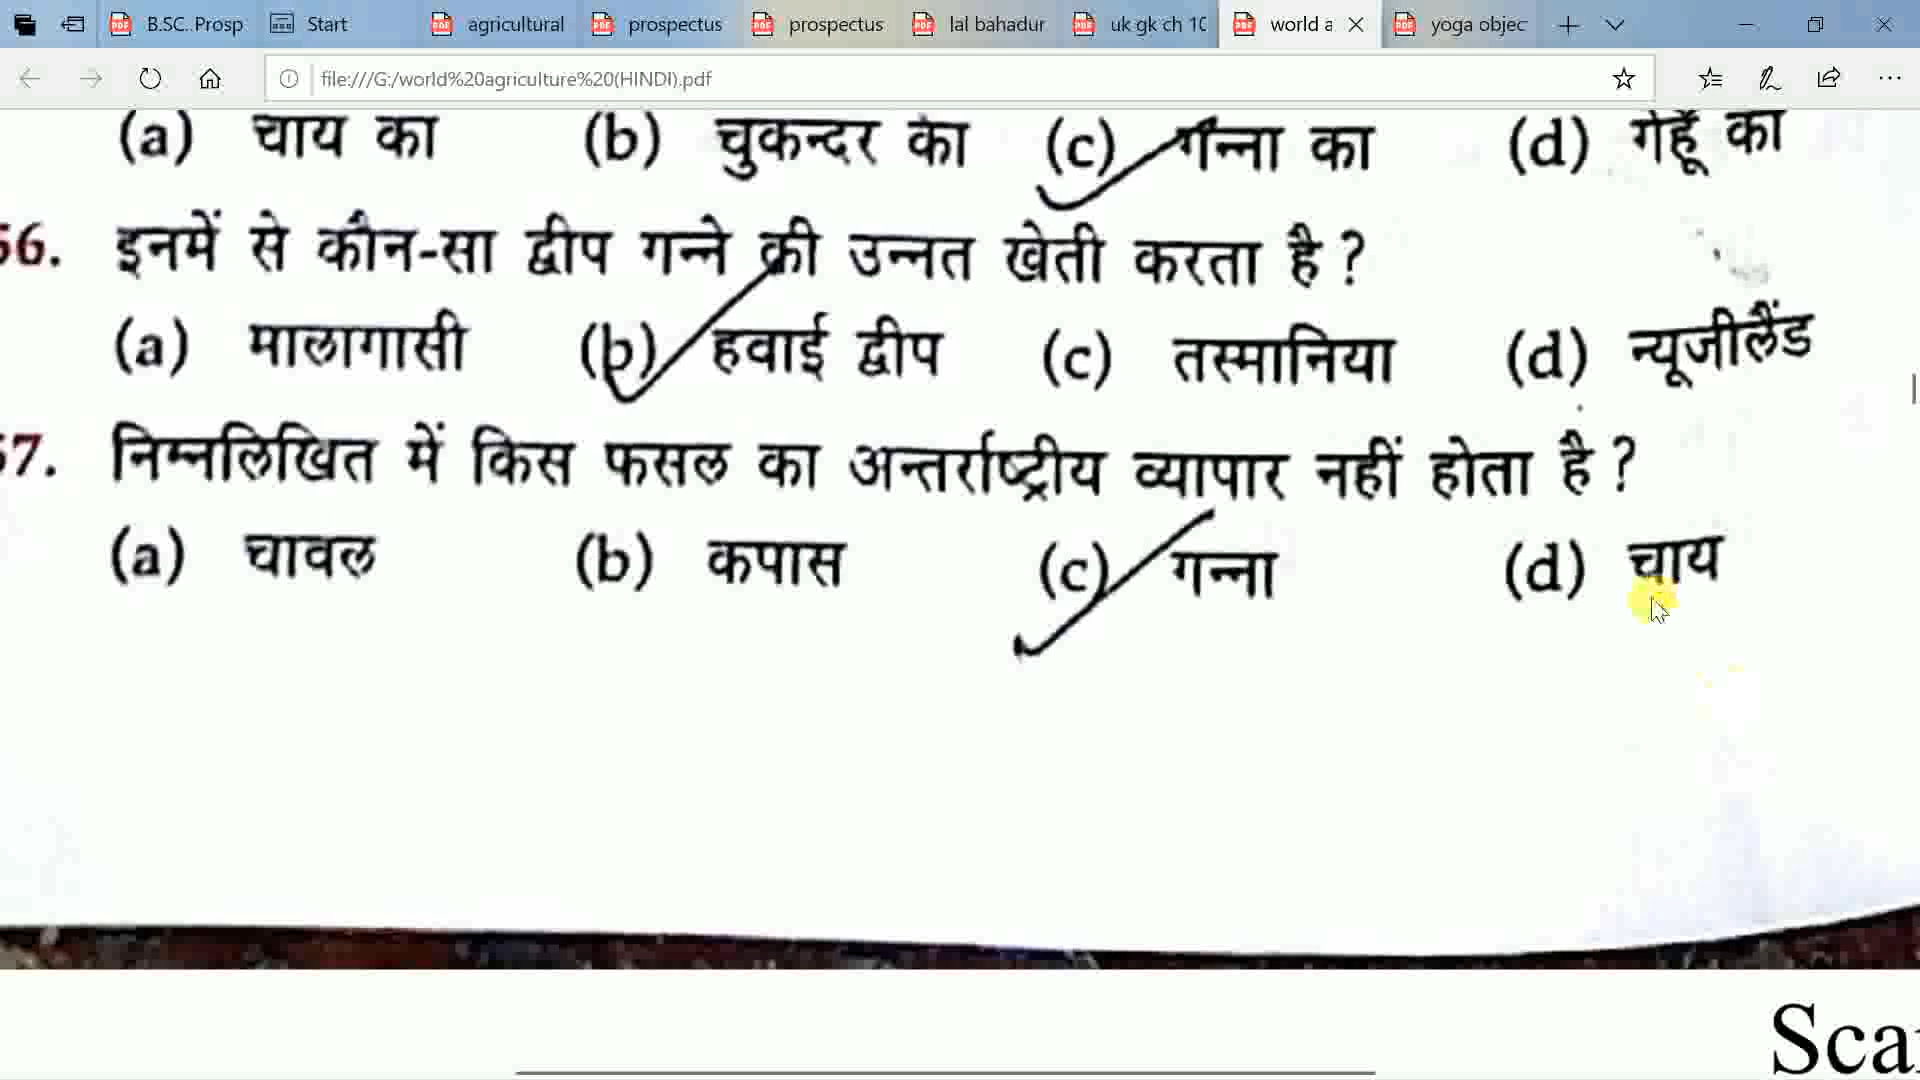 B.SC..Prosp Start agricultural prospectus prospectus lal bahadur uk gk ch 10 world a yoga objec
file:///G:/world%20agriculture%20(HINDI).pdf
(a) चाय का (b) चुकन्दर का (c) गन्ना का (d) गेहूँ का
56. इनमें से कौन-सा द्वीप गन्ने की उन्नत खेती करता है ?
(a) मालागासी (b) हवाई द्वीप (c) तस्मानिया (d) न्यूजीलैंड
57. निम्नलिखित में किस फसल का अन्तर्राष्ट्रीय व्यापार नहीं होता है ?
(a) चावल (b) कपास (c) गन्ना (d) चाय